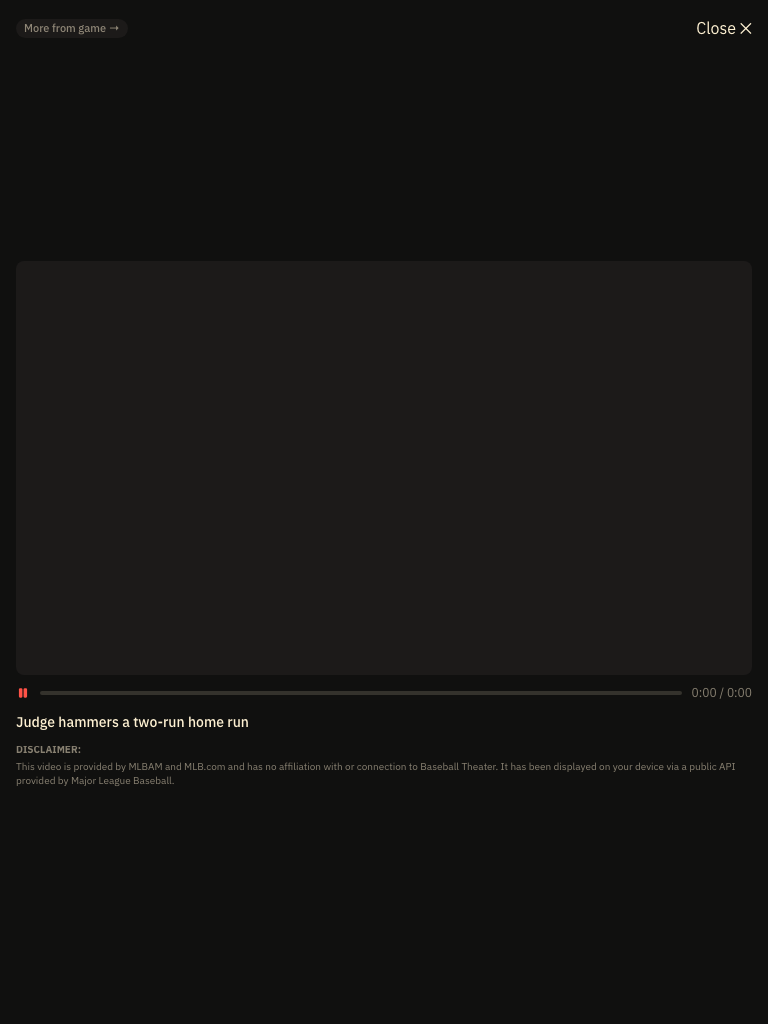 More from game →
Close ×
0:00 / 0:00
Judge hammers a two-run home run
DISCLAIMER:
This video is provided by MLBAM and MLB.com and has no affiliation with or connection to Baseball Theater. It has been displayed on your device via a public API
provided by Major League Baseball.